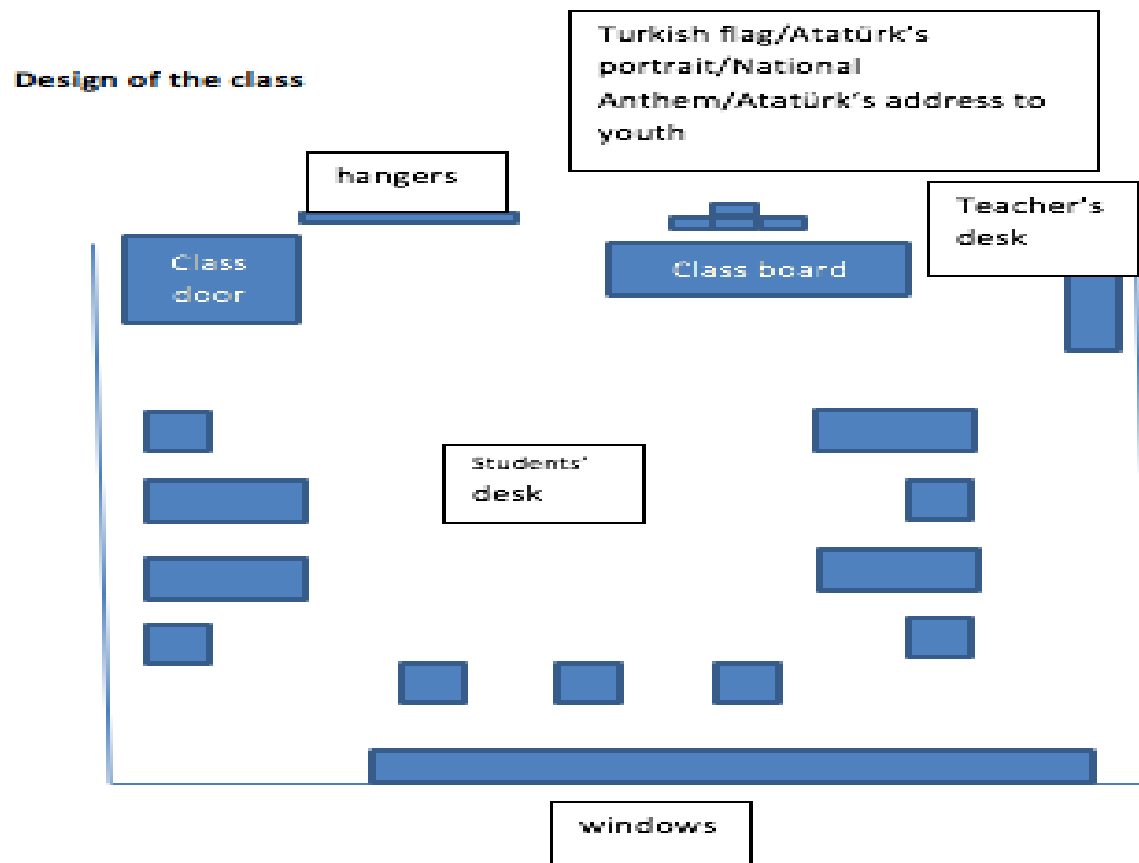 Design of the class
Turkish flag/Atatürk's
portrait/National
Anthem/Atatürk's address to
youth
hangers
Teacher's
desk
Class
door
Class board
Students'
desk
windows